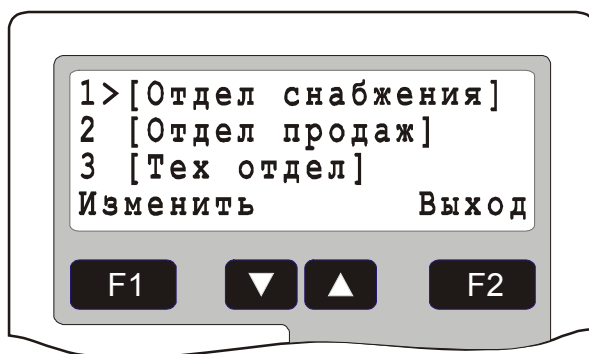 1>[Отдел снабжения]
2 [Отдел продаж]
3 [Тех отдел]
Изменить Выход
F1 ▼ ▲ F2